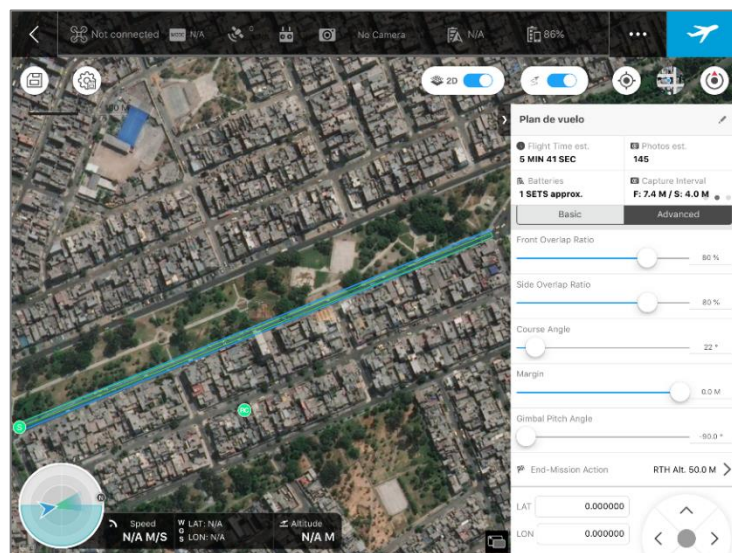 Not connected
N/A
No Camera
N/A
86%
2D
Plan de vuelo
Flight Time est.
5 MIN 41 SEC
Photos est.
145
Batteries
1 SETS approx.
Capture Interval
F: 7.4 M / S: 4.0 M
Basic
Advanced
Front Overlap Ratio
80 %
Side Overlap Ratio
80 %
Course Angle
22 °
Margin
0.0 M
Gimbal Pitch Angle
-90.0 °
End-Mission Action
RTH Alt. 50.0 M
LAT
0.000000
LON
0.000000
S
RC
Speed
N/A M/S
W LAT: N/A
G
S LON: N/A
Altitude
N/A M